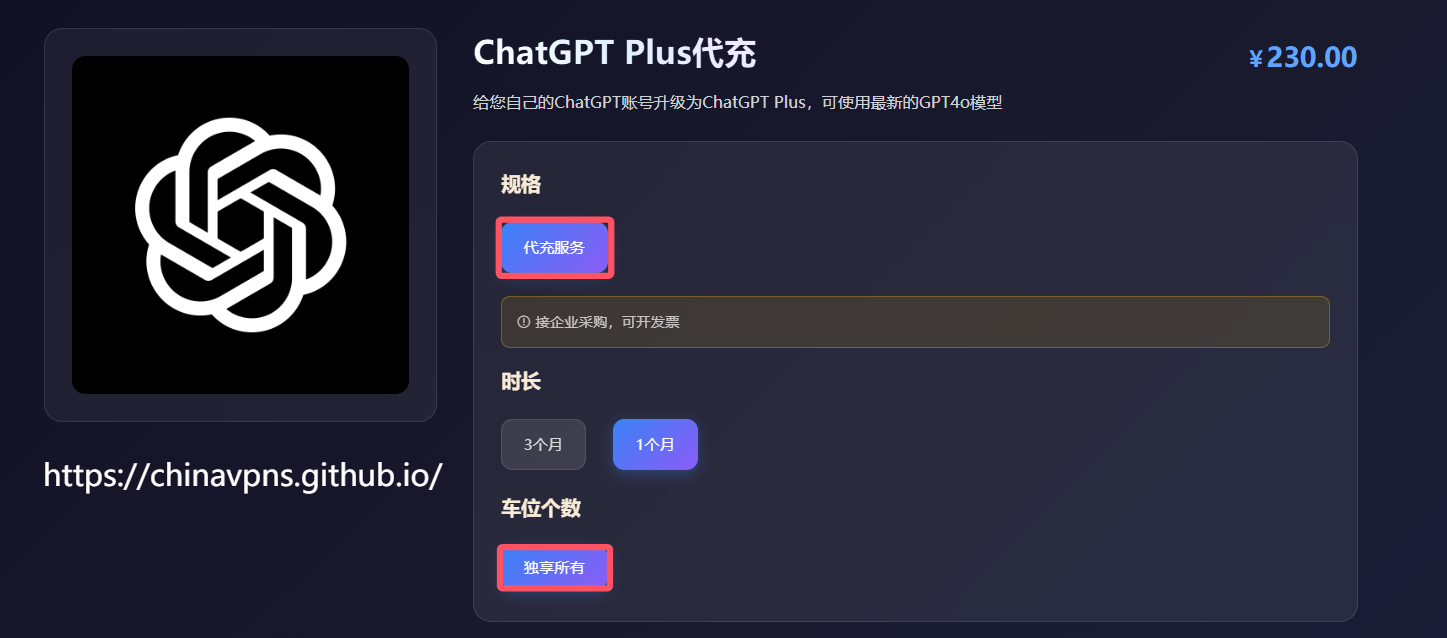 ChatGPT Plus代充
¥230.00
给您自己的ChatGPT账号升级为ChatGPT Plus，可使用最新的GPT4o模型
规格
代充服务
接企业采购，可开发票
时长
3个月
1个月
https://chinavpns.github.io/
车位个数
独享所有